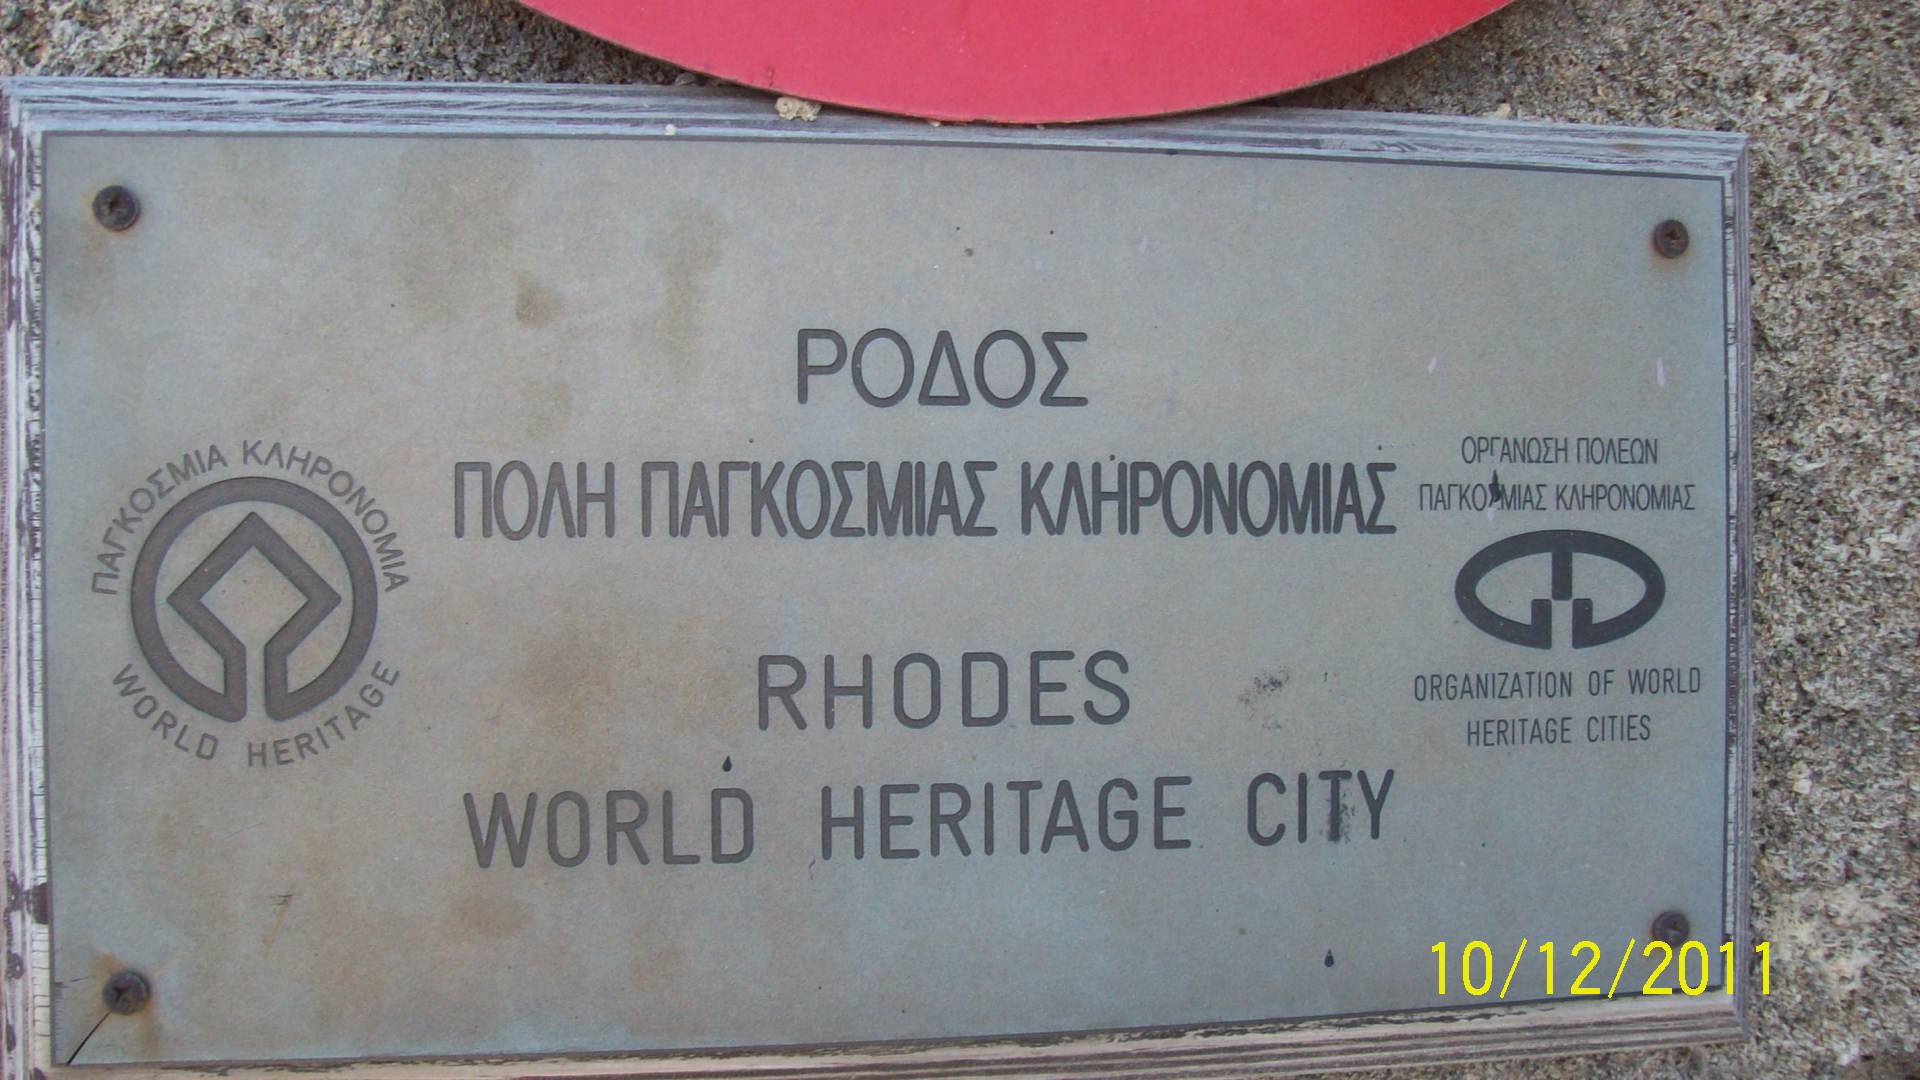 ΡΟΔΟΣ
ΠΟΛΗ ΠΑΓΚΟΣΜΙΑΣ ΚΛΗΡΟΝΟΜΙΑΣ
RHODES
WORLD HERITAGE CITY
ΠΑΓΚΟΣΜΙΑ ΚΛΗΡΟΝΟΜΙΑ
WORLD HERITAGE
ΟΡΓΑΝΩΣΗ ΠΟΛΕΩΝ
ΠΑΓΚΟΣΜΙΑΣ ΚΛΗΡΟΝΟΜΙΑΣ
ORGANIZATION OF WORLD
HERITAGE CITIES
10/12/2011